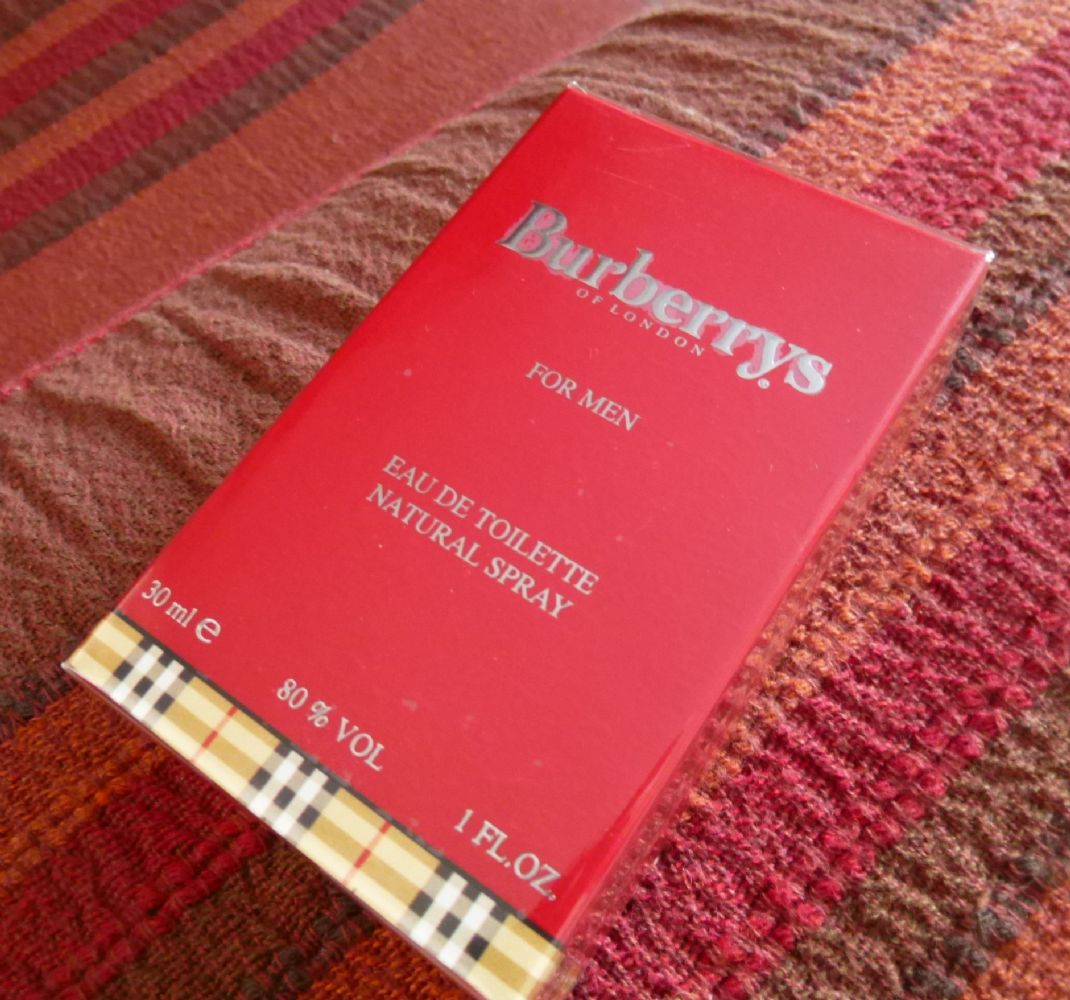 Burberrys®
OF LONDON
FOR MEN
EAU DE TOILETTE
NATURAL SPRAY
30 ml ℮
80 % VOL
1 FL.OZ.